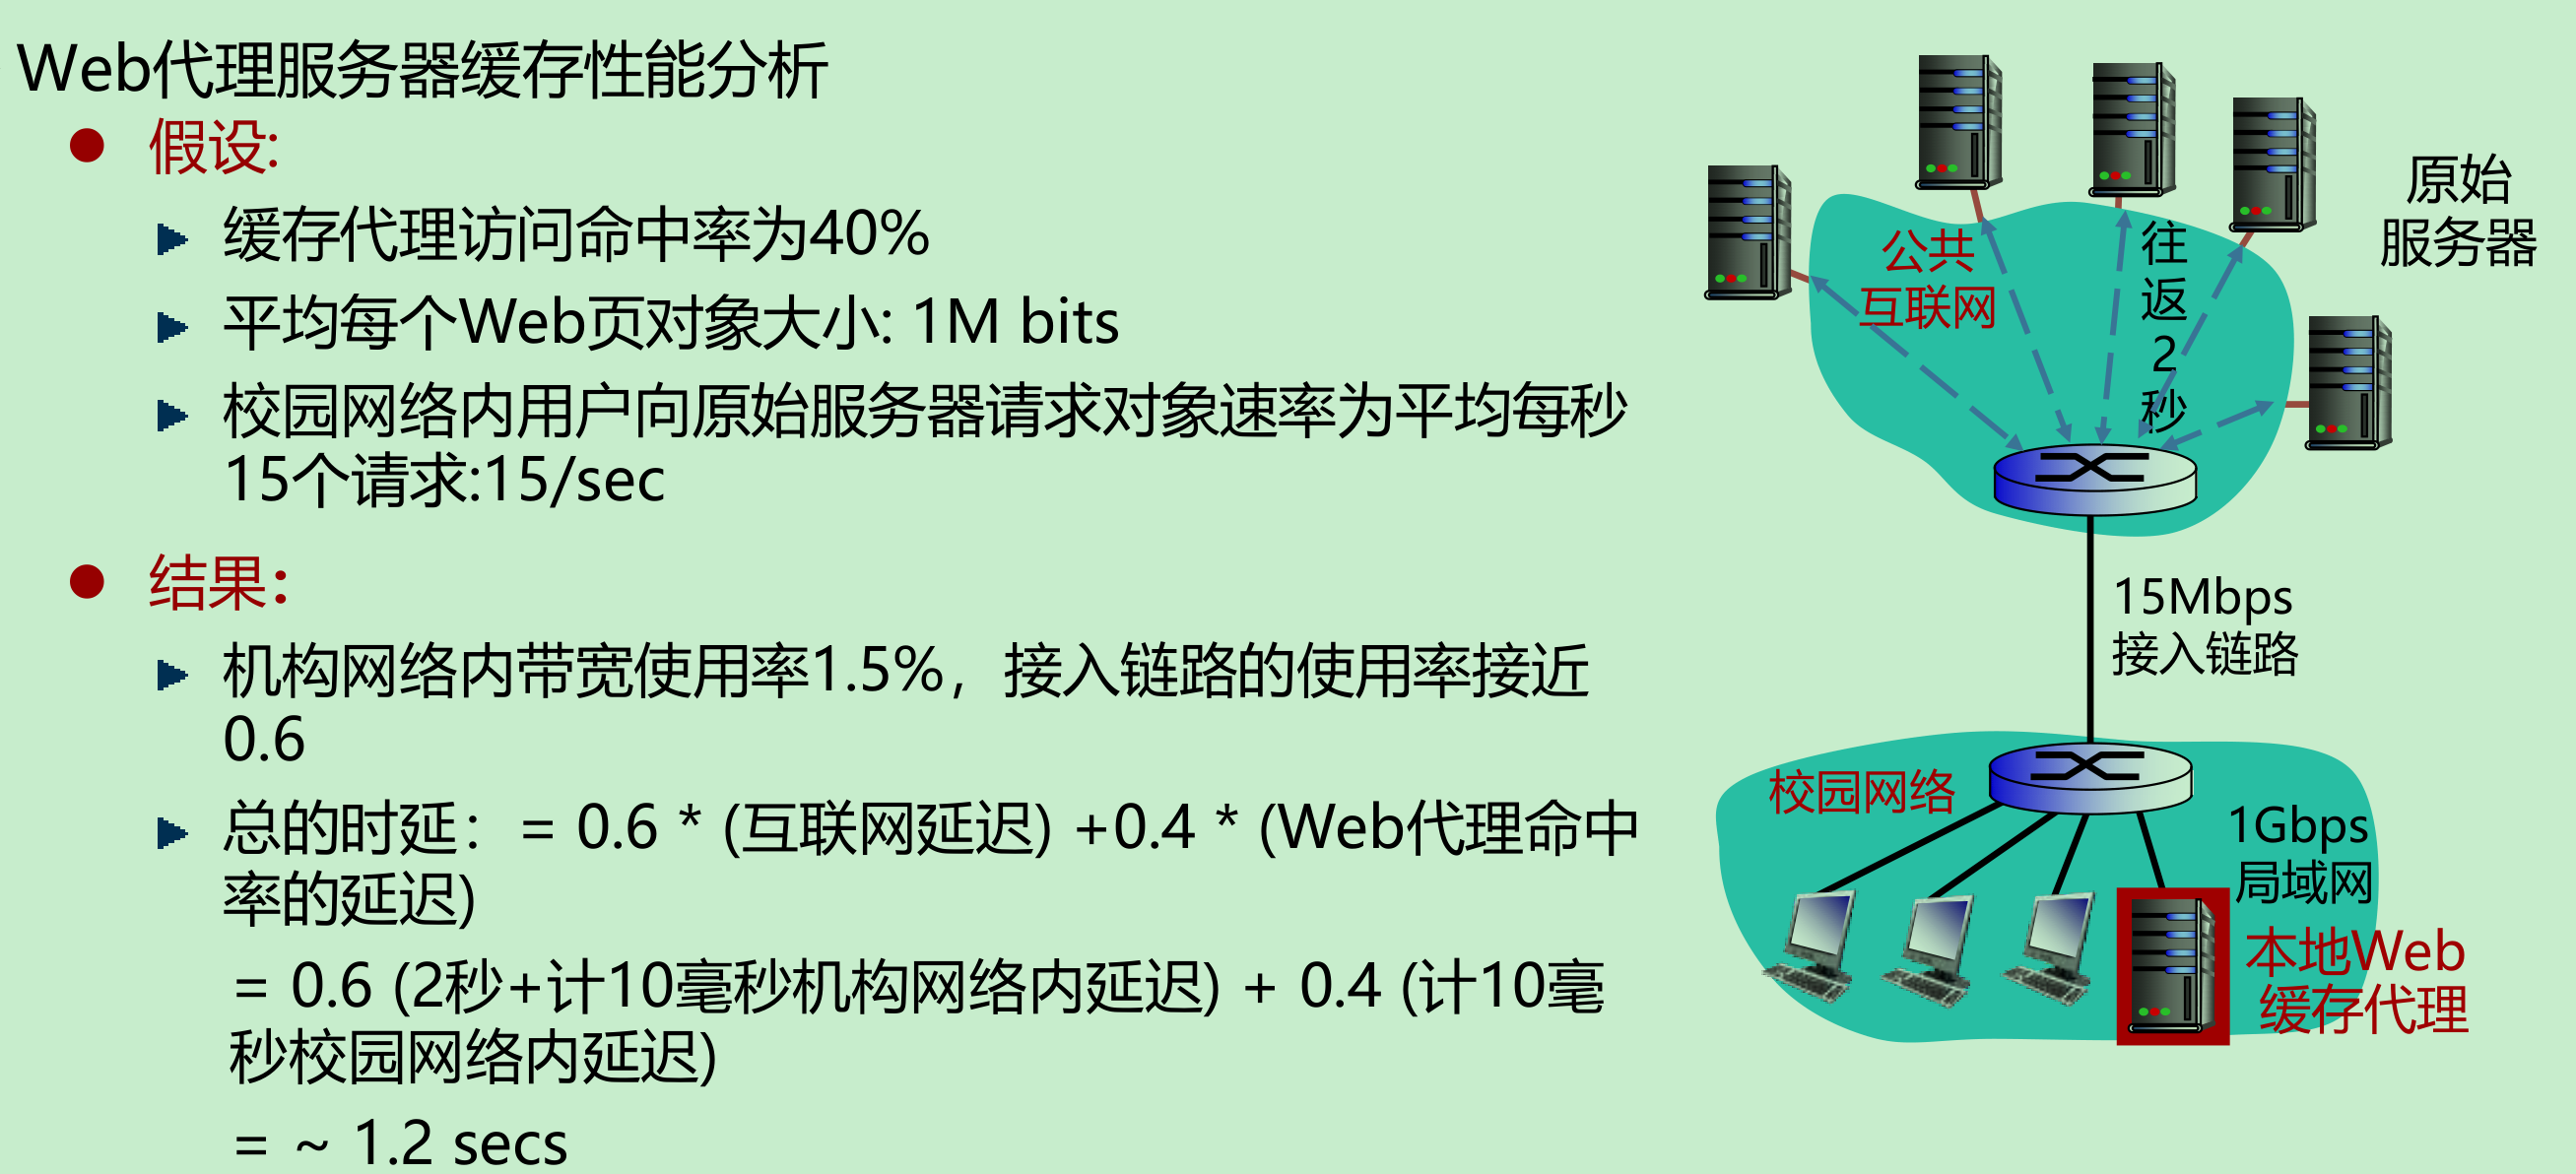 Web代理服务器缓存性能分析
假设:
缓存代理访问命中率为40%
平均每个Web页对象大小: 1M bits
校园网络内用户向原始服务器请求对象速率为平均每秒
15个请求:15/sec
结果：
机构网络内带宽使用率1.5%，接入链路的使用率接近
0.6
总的时延：= 0.6 * (互联网延迟) +0.4 * (Web代理命中
率的延迟)
= 0.6 (2秒+计10毫秒机构网络内延迟) + 0.4 (计10毫
秒校园网络内延迟)
= ~ 1.2 secs
原始
服务器
公共
互联网
往
返
2
秒
15Mbps
接入链路
校园网络
1Gbps
局域网
本地Web
缓存代理